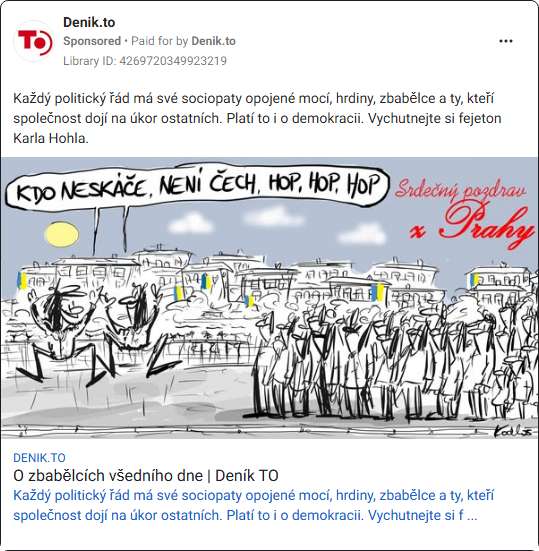 Denik.to
Sponsored • Paid for by Denik.to
Library ID: 4269720349923219
Každý politický řád má své sociopaty opojené mocí, hrdiny, zbabělce a ty, kteří
společnost dojí na úkor ostatních. Platí to i o demokracii. Vychutnejte si fejeton
Karla Hohla.
TO
KDO NESKÁČE, NENÍ ČECH, HOP, HOP, HOP
Srdečný pozdrav
z Prahy
DENIK.TO
O zbabělcích všedního dne | Deník TO
Každý politický řád má své sociopaty opojené mocí, hrdiny, zbabělce a ty, kteří
společnost dojí na úkor ostatních. Platí to i o demokracii. Vychutnejte si f ...